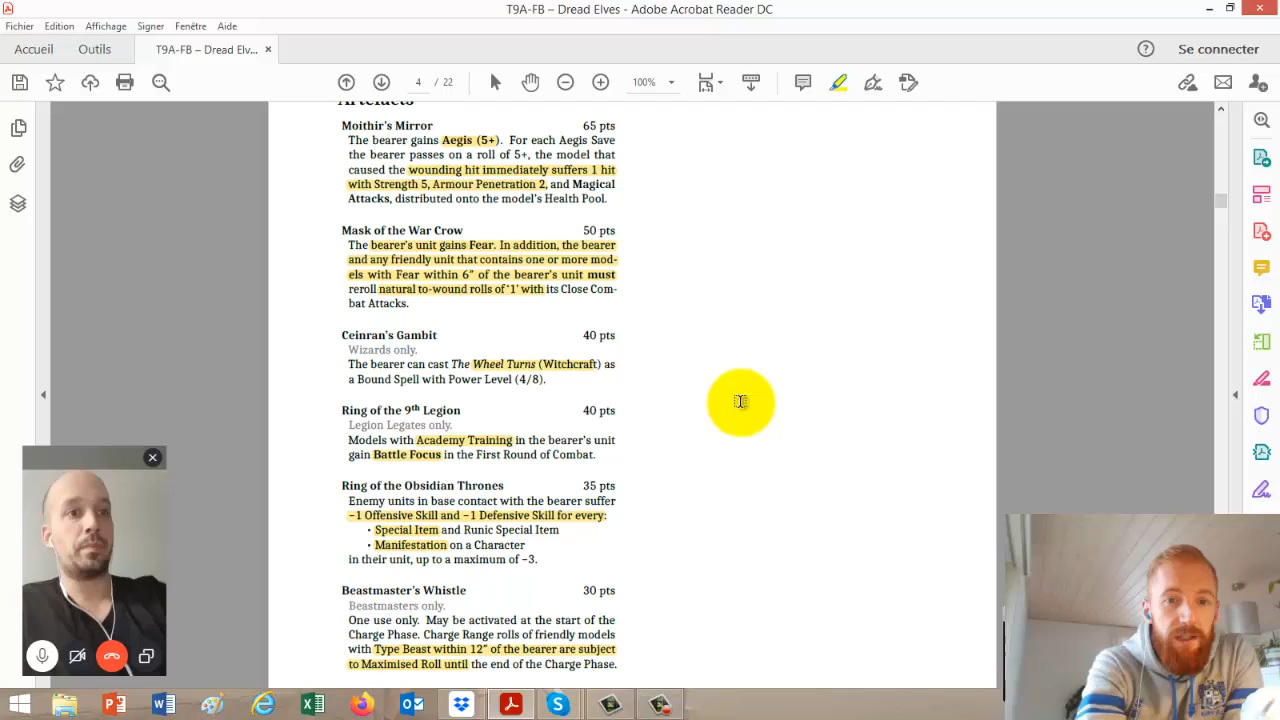 T9A-FB – Dread Elves - Adobe Acrobat Reader DC
Fichier Edition Affichage Signer Fenêtre Aide
Accueil Outils T9A-FB – Dread Elv... × Se connecter
4 / 22 100%
Artefacts
Moithir's Mirror 65 pts
The bearer gains Aegis (5+). For each Aegis Save
the bearer passes on a roll of 5+, the model that
caused the wounding hit immediately suffers 1 hit
with Strength 5, Armour Penetration 2, and Magical
Attacks, distributed onto the model's Health Pool.
Mask of the War Crow 50 pts
The bearer's unit gains Fear. In addition, the bearer
and any friendly unit that contains one or more mod-
els with Fear within 6″ of the bearer's unit must
reroll natural to-wound rolls of '1' with its Close Com-
bat Attacks.
Ceinran's Gambit 40 pts
Wizards only.
The bearer can cast The Wheel Turns (Witchcraft) as
a Bound Spell with Power Level (4/8).
Ring of the 9th Legion 40 pts
Legion Legates only.
Models with Academy Training in the bearer's unit
gain Battle Focus in the First Round of Combat.
Ring of the Obsidian Thrones 35 pts
Enemy units in base contact with the bearer suffer
−1 Offensive Skill and −1 Defensive Skill for every:
• Special Item and Runic Special Item
• Manifestation on a Character
in their unit, up to a maximum of −3.
Beastmaster's Whistle 30 pts
Beastmasters only.
One use only. May be activated at the start of the
Charge Phase. Charge Range rolls of friendly models
with Type Beast within 12″ of the bearer are subject
to Maximised Roll until the end of the Charge Phase.